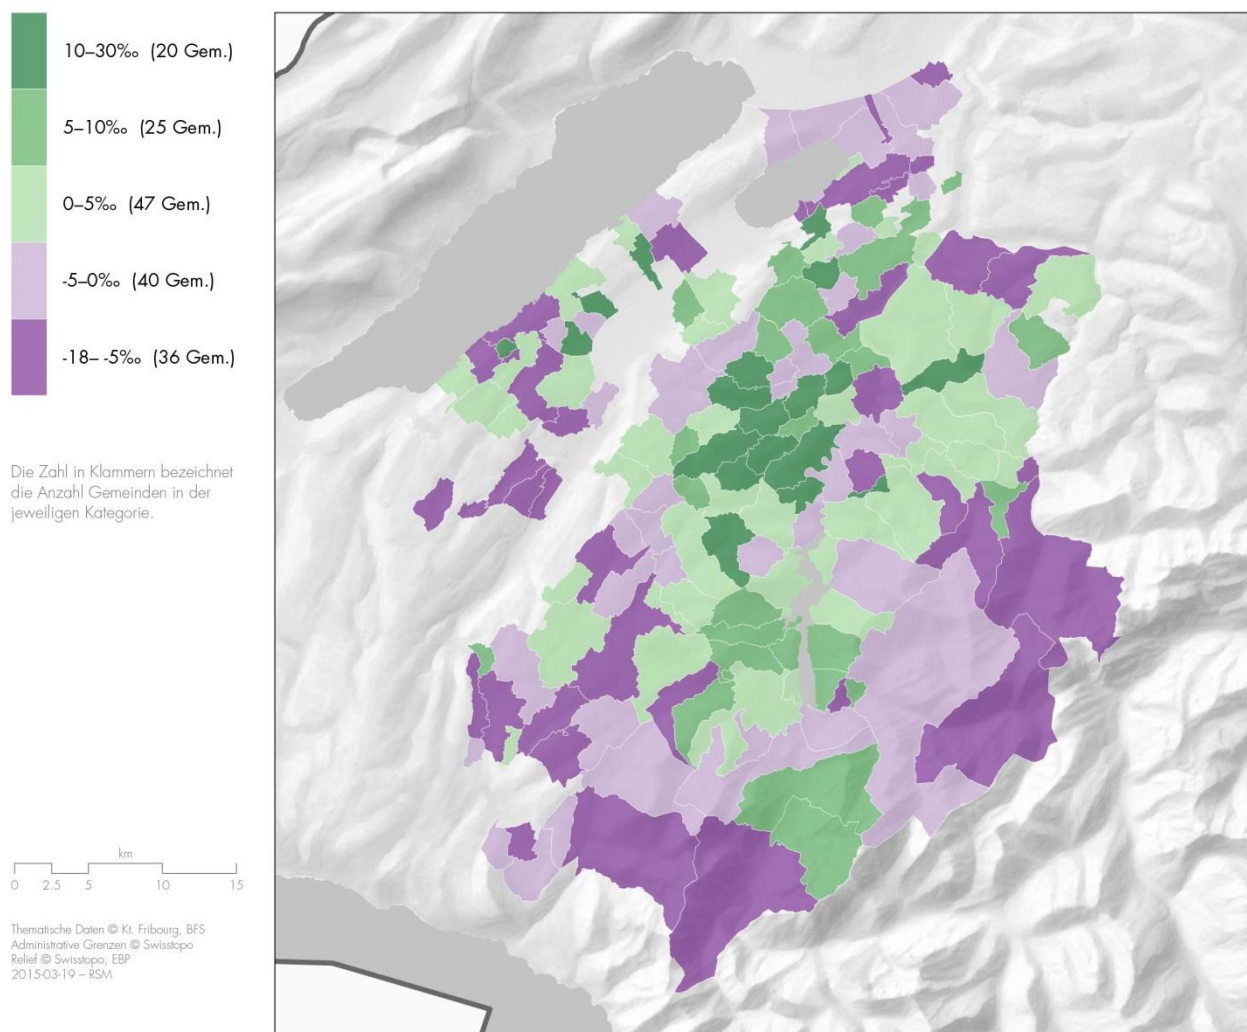 10–30‰ (20 Gem.)
5–10‰ (25 Gem.)
0–5‰ (47 Gem.)
-5–0‰ (40 Gem.)
-18– -5‰ (36 Gem.)
Die Zahl in Klammern bezeichnet
die Anzahl Gemeinden in der
jeweiligen Kategorie.
km
0 2.5 5 10 15
Thematische Daten © Kt. Fribourg, BFS
Administrative Grenzen © Swisstopo
Relief © Swisstopo, EBP
2015-03-19 – RSM